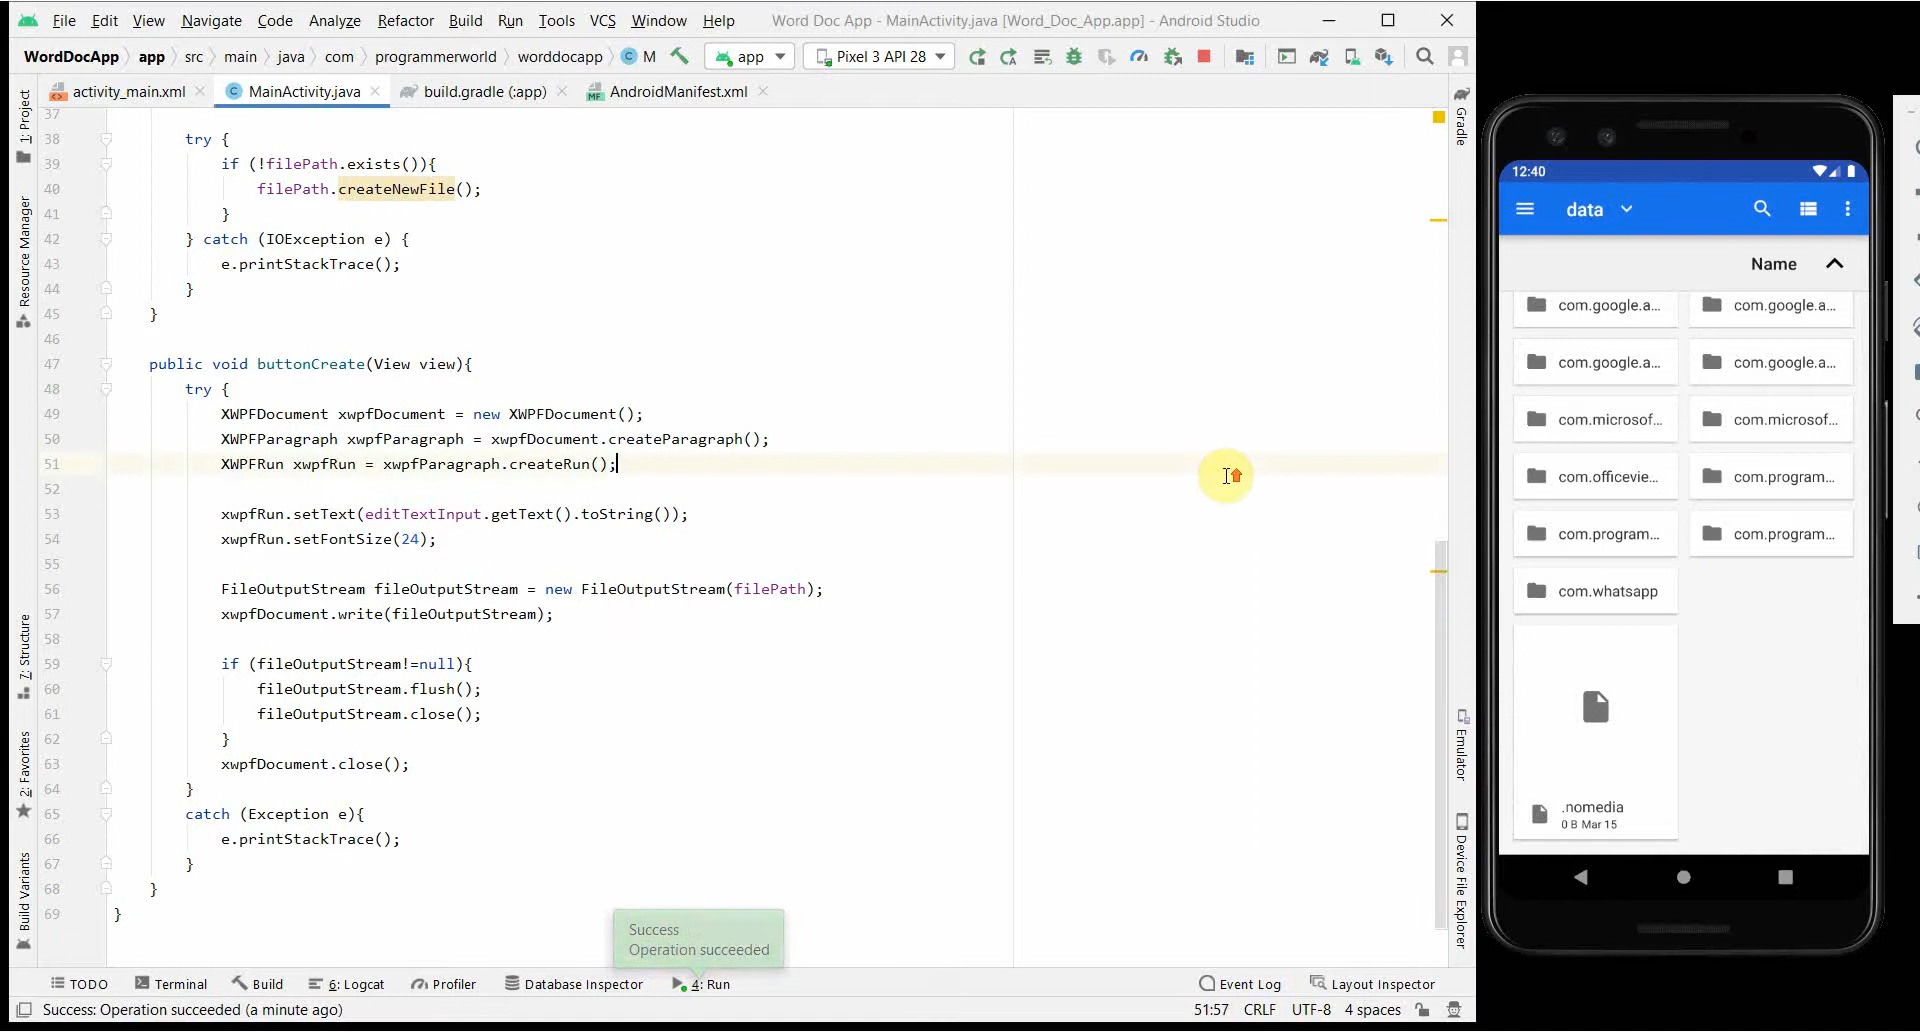 File Edit View Navigate Code Analyze Refactor Build Run Tools VCS Window Help Word Doc App - MainActivity.java [Word_Doc_App.app] - Android Studio
WordDocApp app src main java com programmerworld worddocapp C M app Pixel 3 API 28
activity_main.xml MainActivity.java build.gradle (:app) AndroidManifest.xml
1: Project
Resource Manager
7: Structure
2: Favorites
Build Variants
37
38 try {
39 if (!filePath.exists()){
40 filePath.createNewFile();
41 }
42 } catch (IOException e) {
43 e.printStackTrace();
44 }
45 }
46
47 public void buttonCreate(View view){
48 try {
49 XWPFDocument xwpfDocument = new XWPFDocument();
50 XWPFParagraph xwpfParagraph = xwpfDocument.createParagraph();
51 XWPFRun xwpfRun = xwpfParagraph.createRun();
52
53 xwpfRun.setText(editTextInput.getText().toString());
54 xwpfRun.setFontSize(24);
55
56 FileOutputStream fileOutputStream = new FileOutputStream(filePath);
57 xwpfDocument.write(fileOutputStream);
58
59 if (fileOutputStream!=null){
60 fileOutputStream.flush();
61 fileOutputStream.close();
62 }
63 xwpfDocument.close();
64 }
65 catch (Exception e){
66 e.printStackTrace();
67 }
68 }
69 }
Success
Operation succeeded
Gradle
Emulator
Device File Explorer
TODO Terminal Build 6: Logcat Profiler Database Inspector 4: Run Event Log Layout Inspector
Success: Operation succeeded (a minute ago) 51:57 CRLF UTF-8 4 spaces
12:40
data
Name
com.google.a... com.google.a...
com.google.a... com.google.a...
com.microsof... com.microsof...
com.officevie... com.program...
com.program... com.program...
com.whatsapp
.nomedia
0 B Mar 15